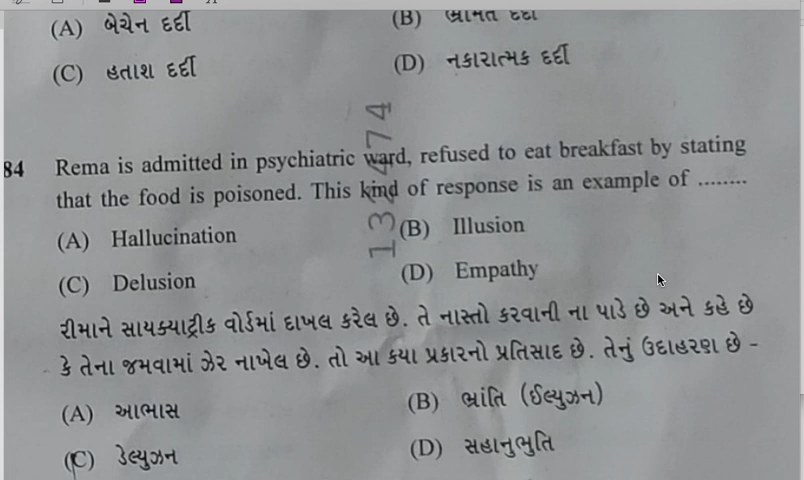 (A) બેચેન દર્દી
(B) ભ્રમિત દર્દી
(C) હતાશ દર્દી
(D) નકારાત્મક દર્દી
84 Rema is admitted in psychiatric ward, refused to eat breakfast by stating
that the food is poisoned. This kind of response is an example of ........
(A) Hallucination
(B) Illusion
(C) Delusion
(D) Empathy
રીમાને સાયક્યાટ્રીક વોર્ડમાં દાખલ કરેલ છે. તે નાસ્તો કરવાની ના પાડે છે અને કહે છે
કે તેના જમવામાં ઝેર નાખેલ છે. તો આ કયા પ્રકારનો પ્રતિસાદ છે. તેનું ઉદાહરણ છે -
(A) આભાસ
(B) ભ્રાંતિ (ઈલ્યુઝન)
(C) ડેલ્યુઝન
(D) સહાનુભુતિ